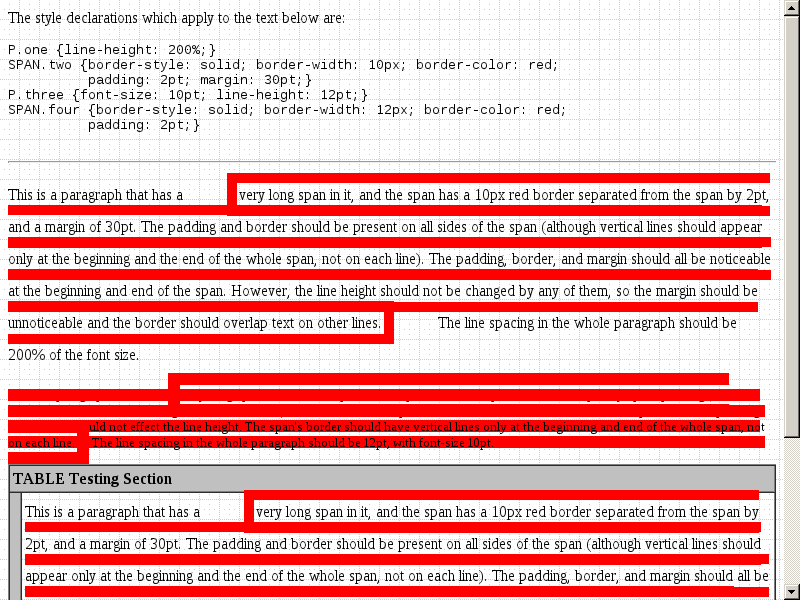 The style declarations which apply to the text below are:
P.one {line-height: 200%;}
SPAN.two {border-style: solid; border-width: 10px; border-color: red;
padding: 2pt; margin: 30pt;}
P.three {font-size: 10pt; line-height: 12pt;}
SPAN.four {border-style: solid; border-width: 12px; border-color: red;
padding: 2pt;}
This is a paragraph that has a very long span in it, and the span has a 10px red border separated from the span by 2pt,
and a margin of 30pt. The padding and border should be present on all sides of the span (although vertical lines should appear
only at the beginning and the end of the whole span, not on each line). The padding, border, and margin should all be noticeable
at the beginning and end of the span. However, the line height should not be changed by any of them, so the margin should be
unnoticeable and the border should overlap text on other lines. The line spacing in the whole paragraph should be
200% of the font size.
uld not effect the line height. The span's border should have vertical lines only at the beginning and end of the whole span, not
on each line. The line spacing in the whole paragraph should be 12pt, with font-size 10pt.
TABLE Testing Section
This is a paragraph that has a very long span in it, and the span has a 10px red border separated from the span by
2pt, and a margin of 30pt. The padding and border should be present on all sides of the span (although vertical lines should
appear only at the beginning and the end of the whole span, not on each line). The padding, border, and margin should all be